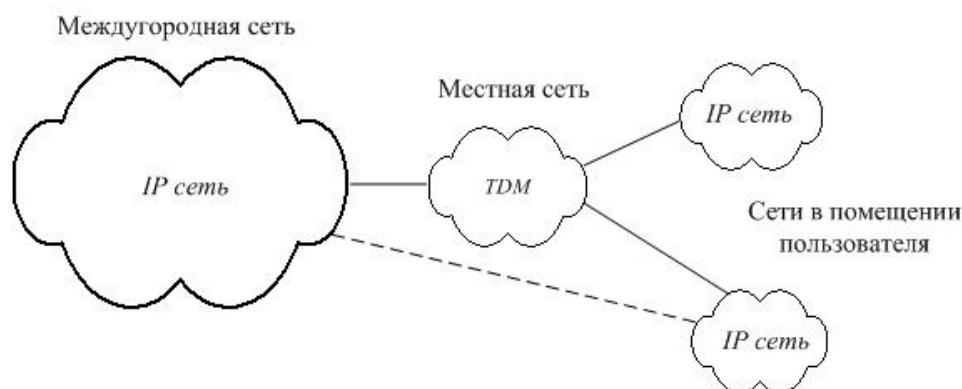 Междугородная сеть
Местная сеть
IP сеть
IP сеть
TDM
Сети в помещении
пользователя
IP сеть